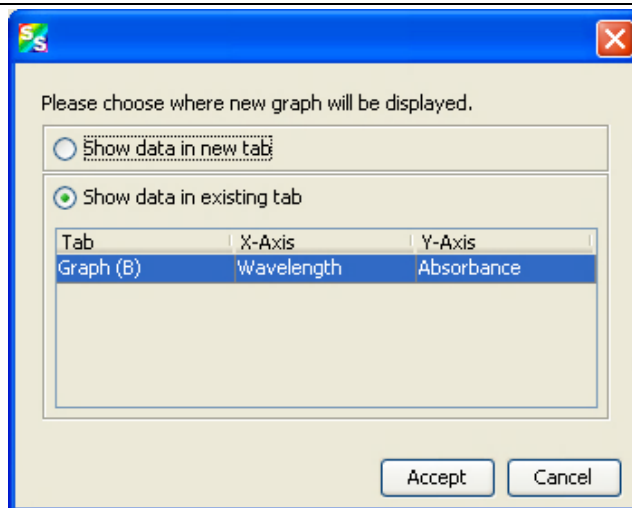 SS
Please choose where new graph will be displayed.
Show data in new tab
Show data in existing tab
Tab X-Axis Y-Axis
Graph (B) Wavelength Absorbance
Accept Cancel